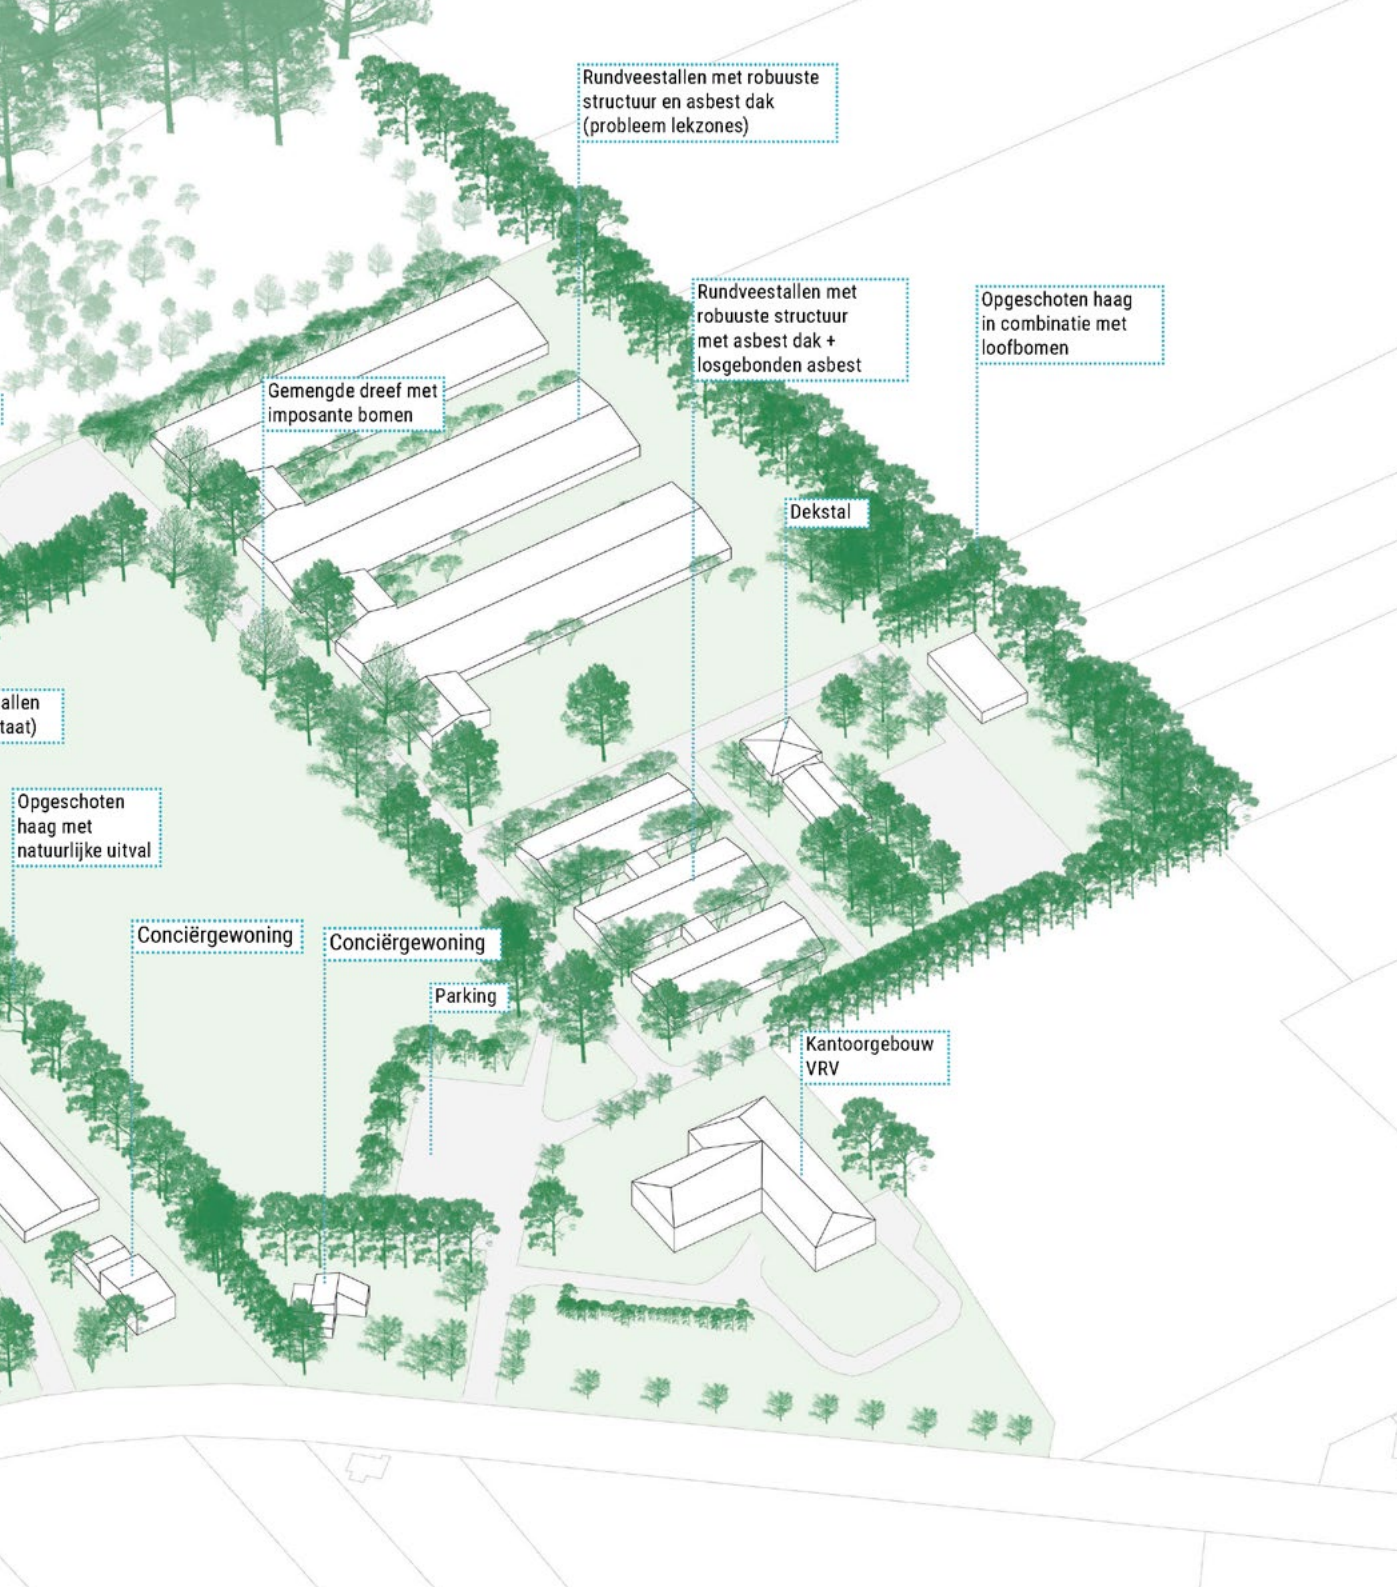 Rundveestallen met robuuste
structuur en asbest dak
(probleem lekzones)
Rundveestallen met
robuuste structuur
met asbest dak +
losgebonden asbest
Opgeschoten haag
in combinatie met
loofbomen
Gemengde dreef met
imposante bomen
Dekstal
allen
taat)
Opgeschoten
haag met
natuurlijke uitval
Conciërgewoning
Conciërgewoning
Parking
Kantoorgebouw
VRV